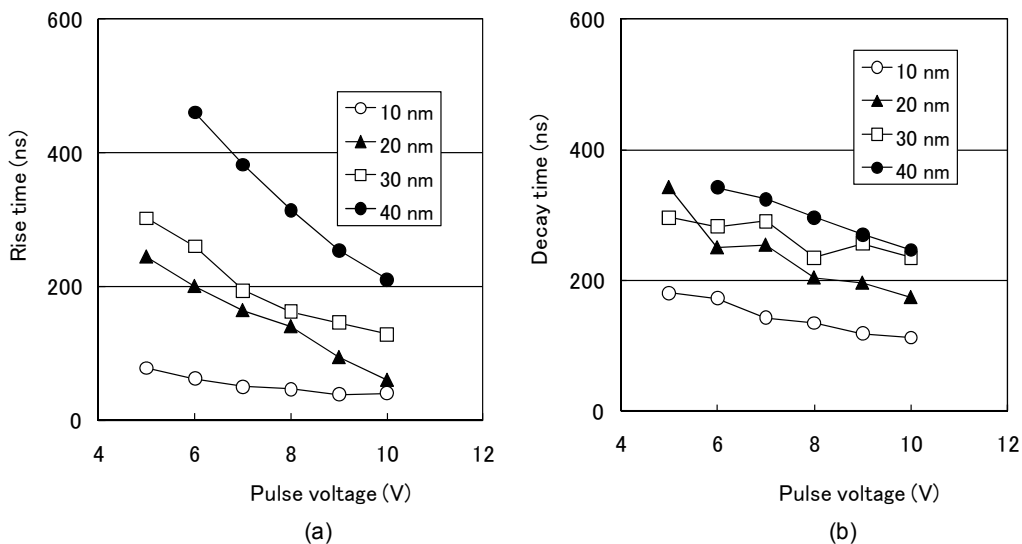 600
400
200
0
4
6
8
10
12
Rise time (ns)
Pulse voltage (V)
10 nm
20 nm
30 nm
40 nm
(a)
600
400
200
0
4
6
8
10
12
Decay time (ns)
Pulse voltage (V)
10 nm
20 nm
30 nm
40 nm
(b)